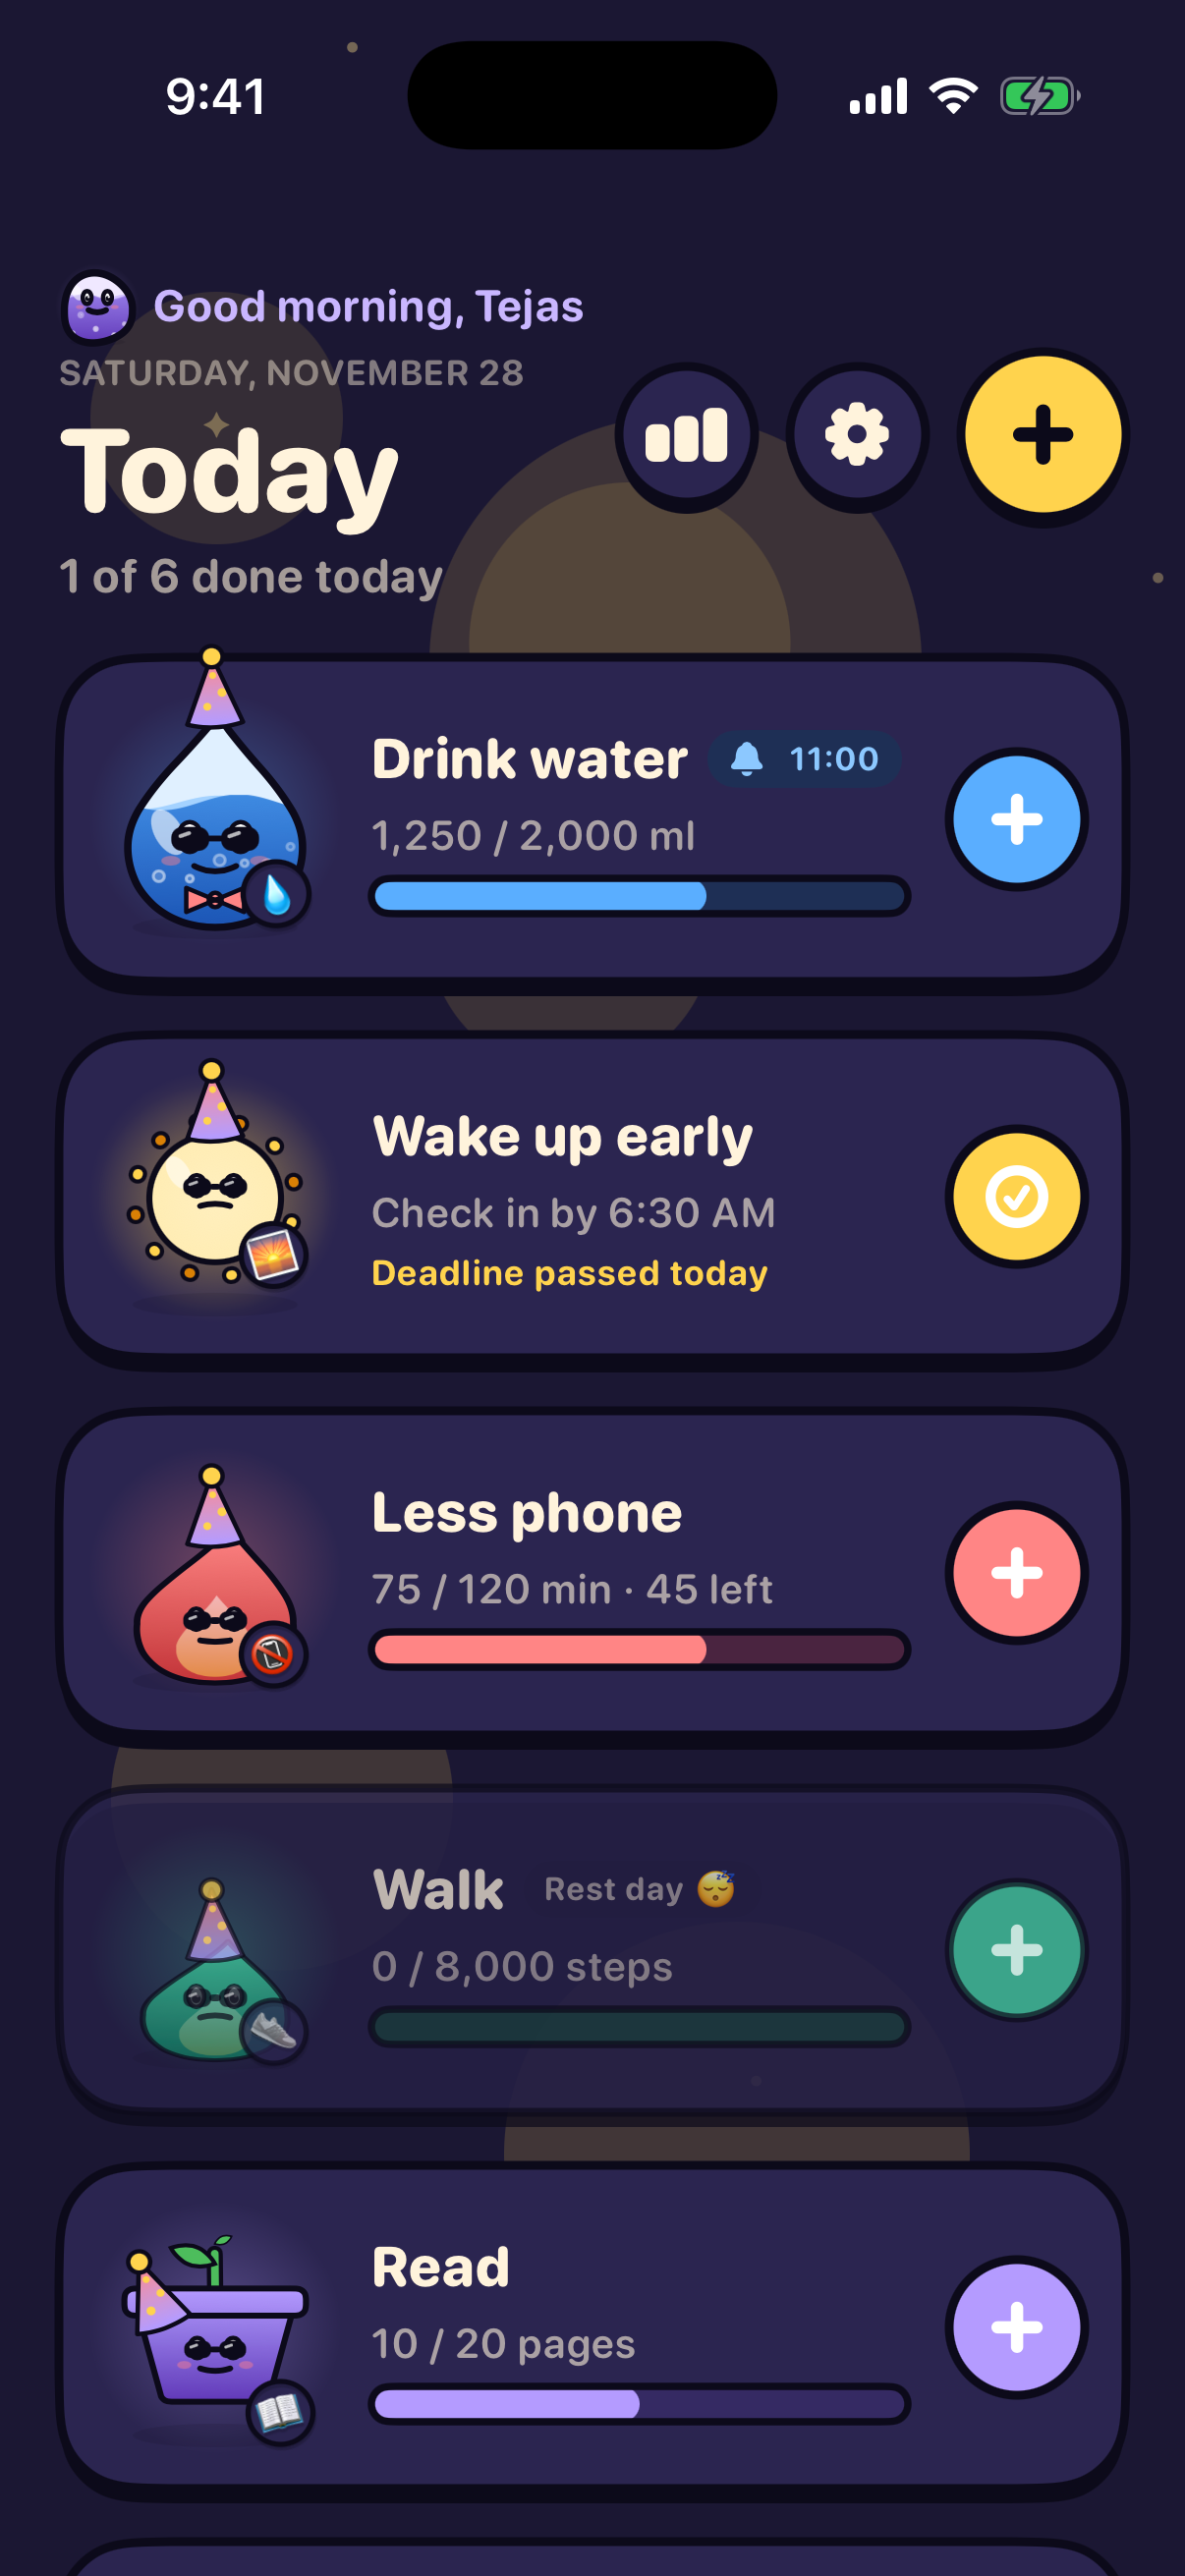 9:41
Good morning, Tejas
SATURDAY, NOVEMBER 28
Today
1 of 6 done today
Drink water 11:00
1,250 / 2,000 ml
Wake up early
Check in by 6:30 AM
Deadline passed today
Less phone
75 / 120 min · 45 left
Walk Rest day 😴
0 / 8,000 steps
Read
10 / 20 pages